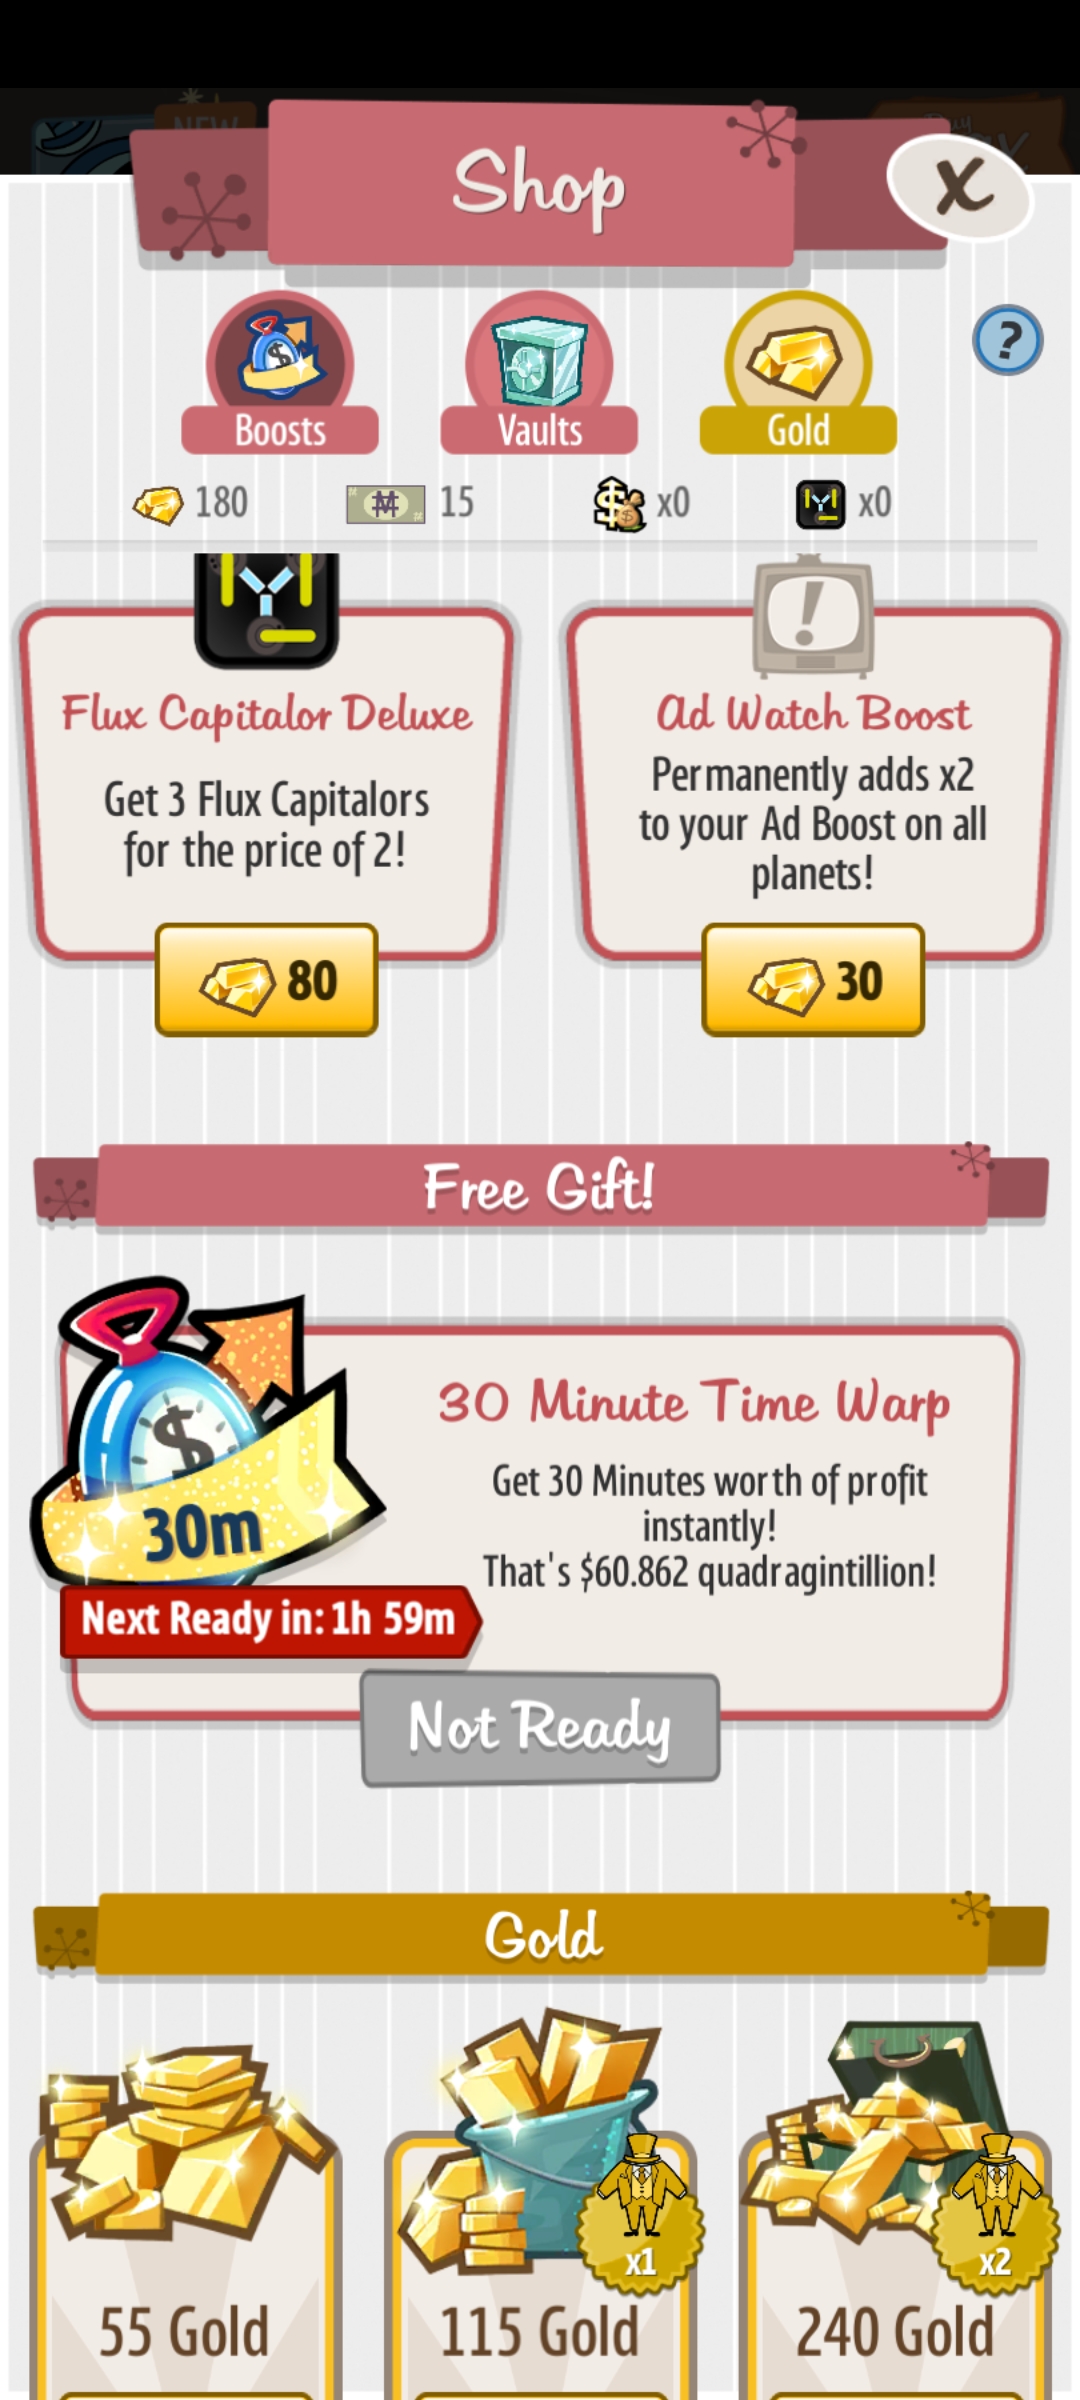 NEW
Buy
Shop
X
Boosts
Vaults
Gold
?
180
15
x0
x0
Flux Capitalor Deluxe
Ad Watch Boost
Get 3 Flux Capitalors
for the price of 2!
Permanently adds x2
to your Ad Boost on all
planets!
80
30
Free Gift!
30 Minute Time Warp
Get 30 Minutes worth of profit
instantly!
That's $60.862 quadragintillion!
$
30m
Next Ready in: 1h 59m
Not Ready
Gold
x1
x2
55 Gold
115 Gold
240 Gold